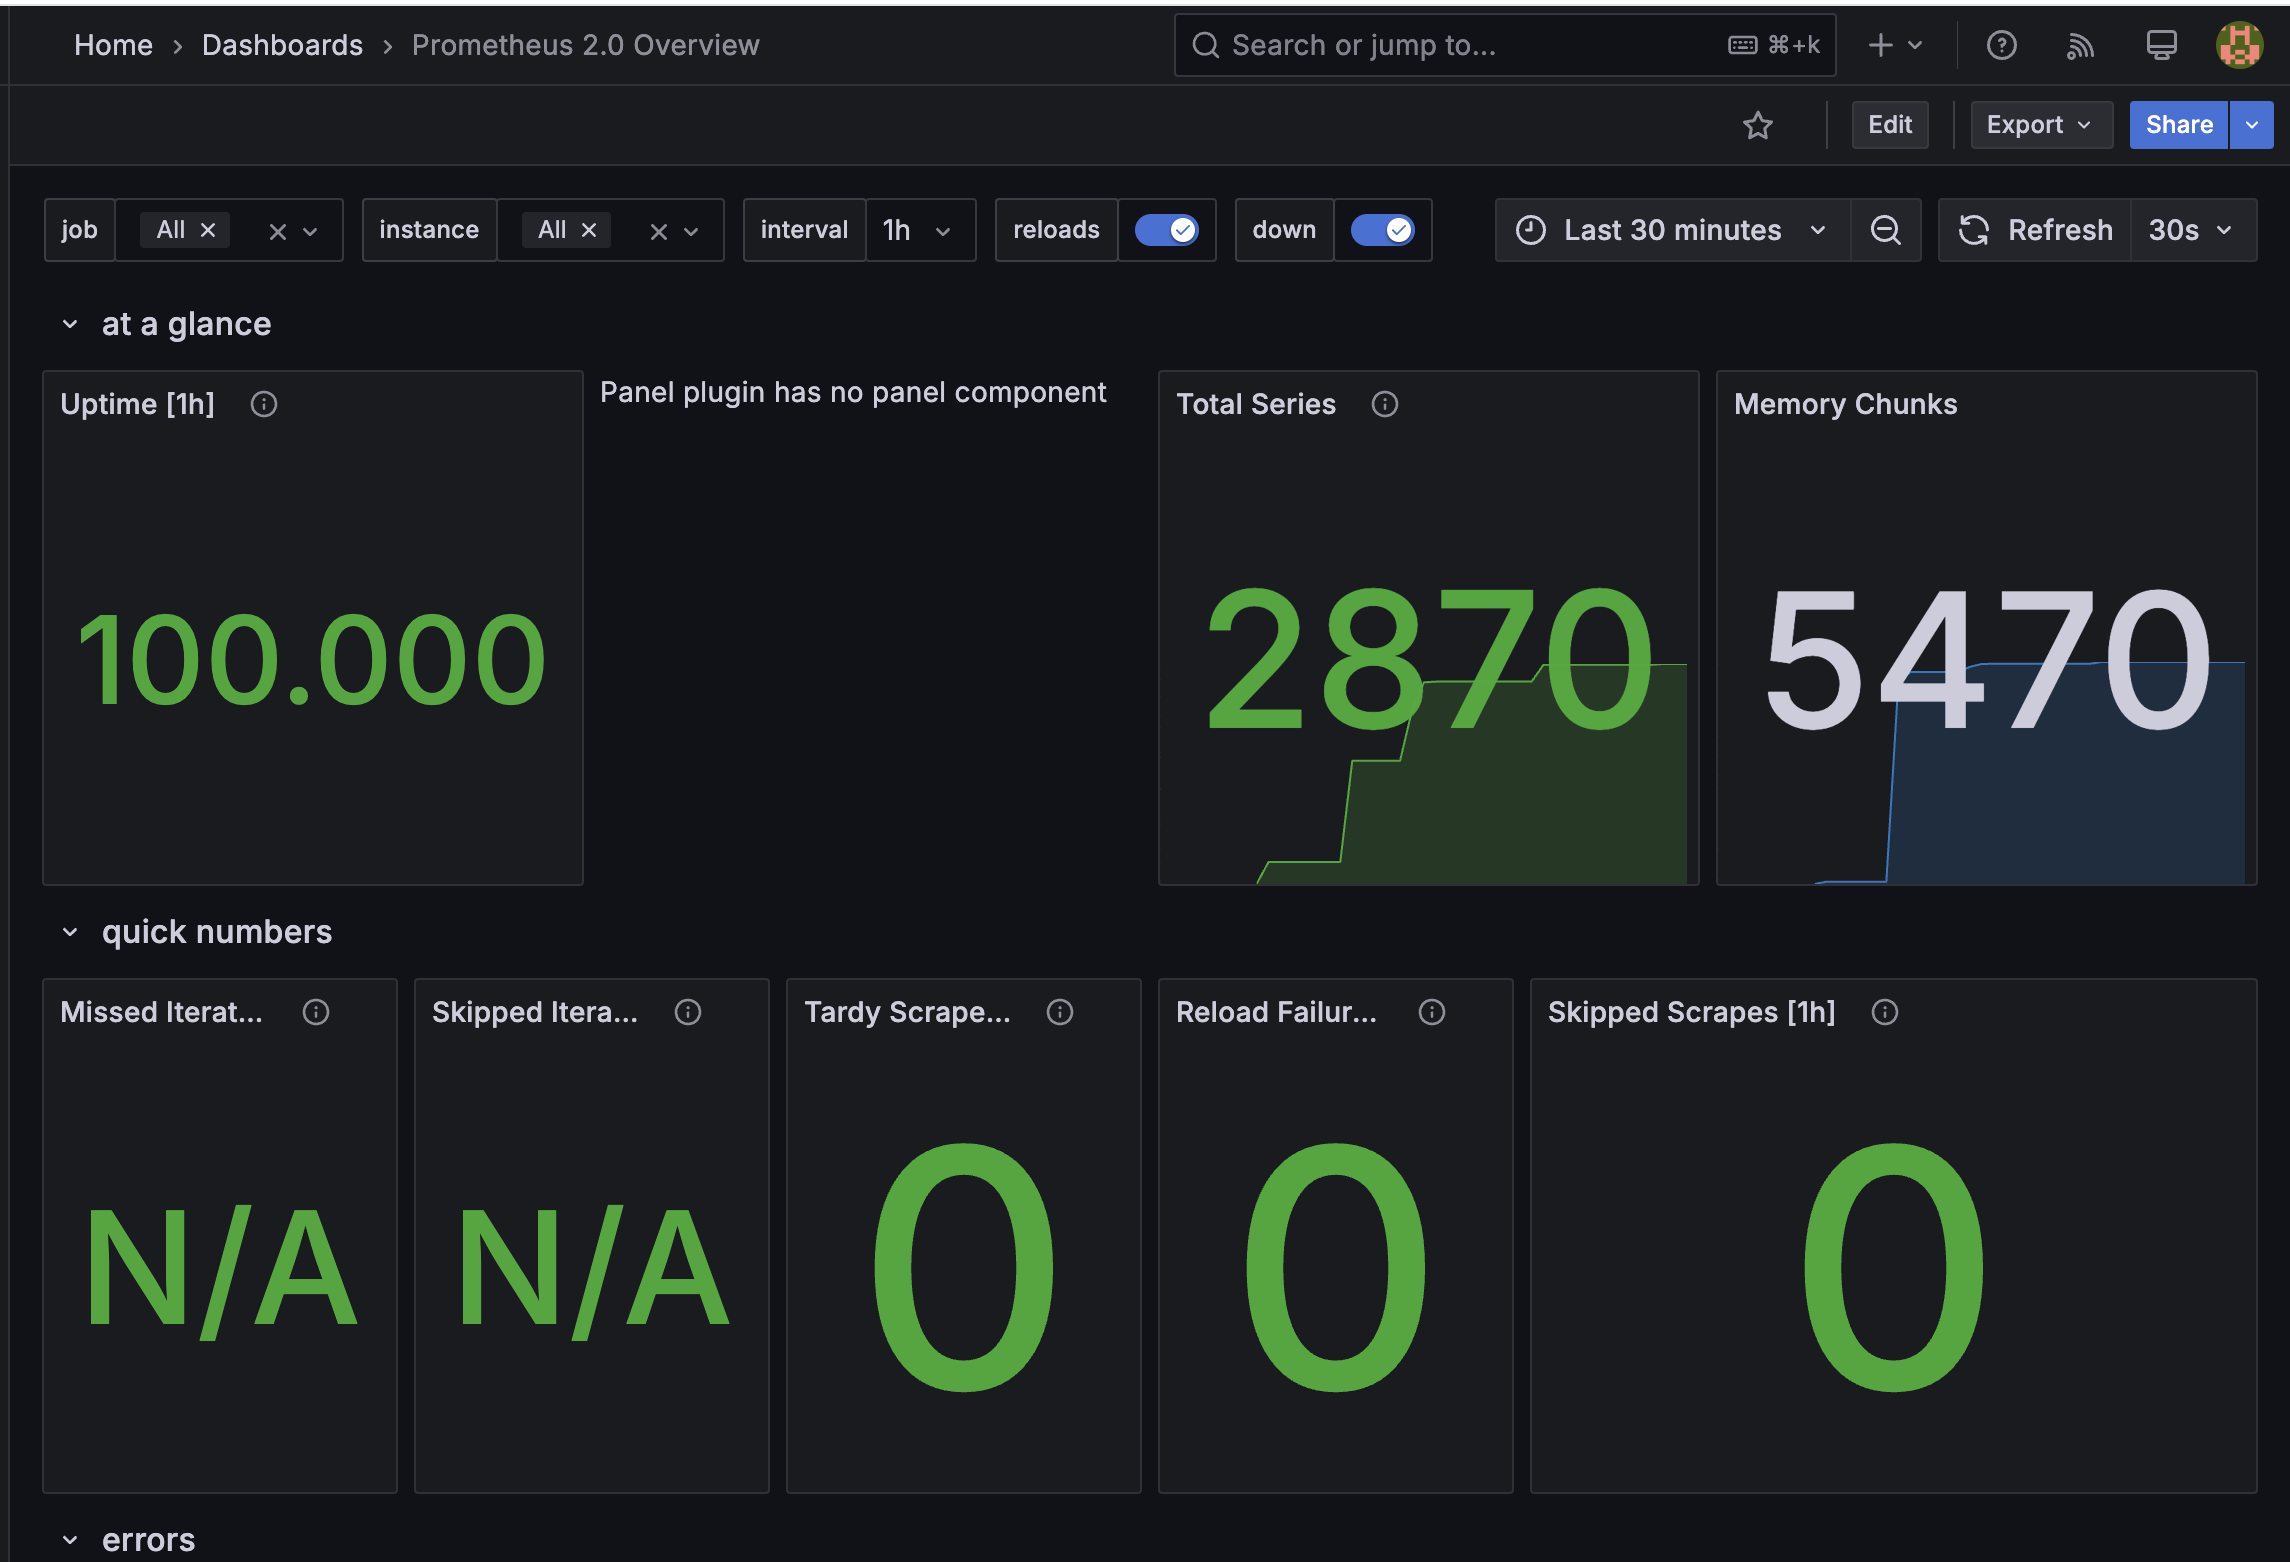 Home › Dashboards › Prometheus 2.0 Overview
Search or jump to...
⌘+k
Edit
Export
Share
job
All
instance
All
interval
1h
reloads
down
Last 30 minutes
Refresh
30s
at a glance
Uptime [1h]
100.000
Panel plugin has no panel component
Total Series
2870
Memory Chunks
5470
quick numbers
Missed Iterat...
N/A
Skipped Itera...
N/A
Tardy Scrape...
0
Reload Failur...
0
Skipped Scrapes [1h]
0
errors